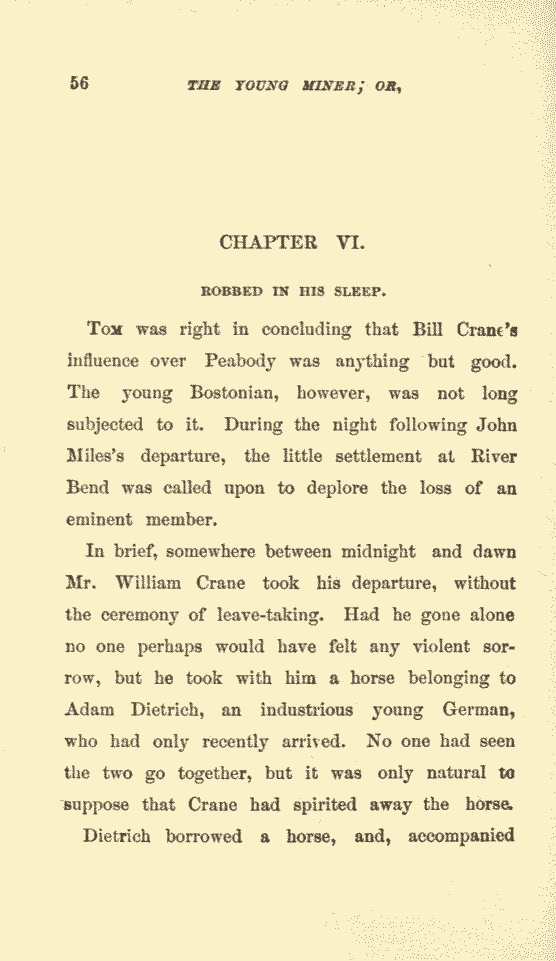 56 THE YOUNG MINER; OR,
CHAPTER VI.
ROBBED IN HIS SLEEP.
TOM was right in concluding that Bill Crane's
influence over Peabody was anything but good.
The young Bostonian, however, was not long
subjected to it. During the night following John
Miles's departure, the little settlement at River
Bend was called upon to deplore the loss of an
eminent member.
In brief, somewhere between midnight and dawn
Mr. William Crane took his departure, without
the ceremony of leave-taking. Had he gone alone
no one perhaps would have felt any violent sor-
row, but he took with him a horse belonging to
Adam Dietrich, an industrious young German,
who had only recently arrived. No one had seen
the two go together, but it was only natural to
suppose that Crane had spirited away the horse.
Dietrich borrowed a horse, and, accompanied